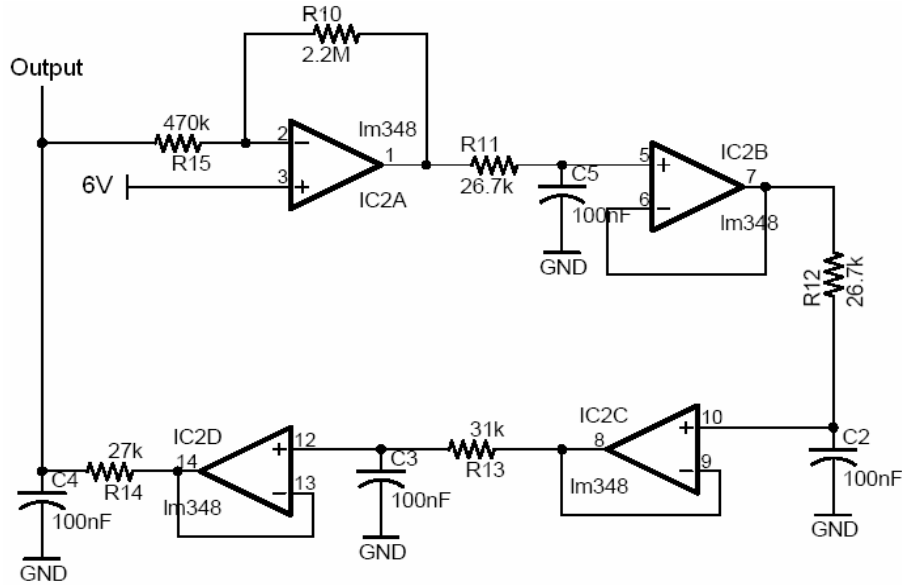 R10
2.2M
Output
470k
R15
2
3
-
+
1
lm348
IC2A
6V
R11
26.7k
C5
100nF
GND
5
6
+
-
7
IC2B
lm348
R12
26.7k
IC2D
27k
R14
14
+
-
12
13
lm348
C4
100nF
GND
C3
100nF
GND
31k
R13
IC2C
8
+
-
10
9
lm348
C2
100nF
GND